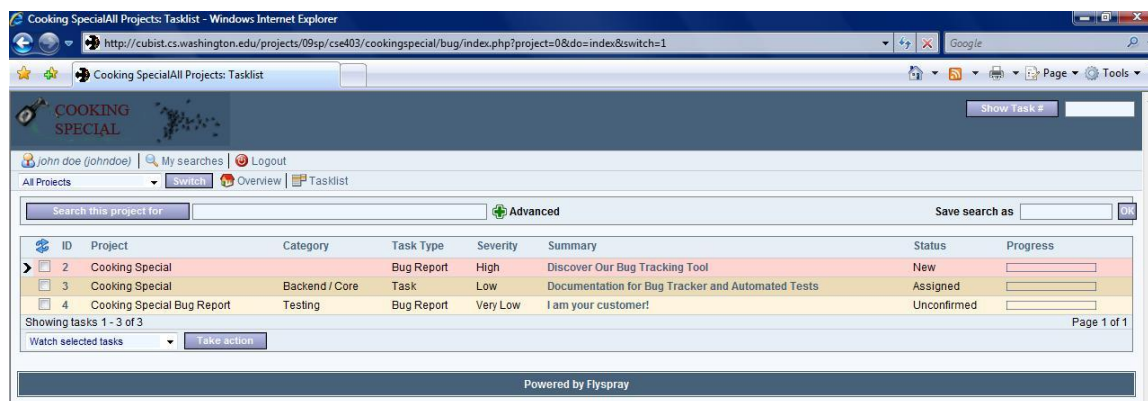 Cooking SpecialAll Projects: Tasklist - Windows Internet Explorer
http://cubist.cs.washington.edu/projects/09sp/cse403/cookingspecial/bug/index.php?project=0&do=index&switch=1
Google
Cooking SpecialAll Projects: Tasklist
Page Tools
COOKING
SPECIAL
Show Task #
john doe (johndoe) My searches Logout
All Projects Switch Overview Tasklist
Search this project for Advanced Save search as OK
ID Project Category Task Type Severity Summary Status Progress
2 Cooking Special Bug Report High Discover Our Bug Tracking Tool New
3 Cooking Special Backend / Core Task Low Documentation for Bug Tracker and Automated Tests Assigned
4 Cooking Special Bug Report Testing Bug Report Very Low I am your customer! Unconfirmed
Showing tasks 1 - 3 of 3 Page 1 of 1
Watch selected tasks Take action
Powered by Flyspray